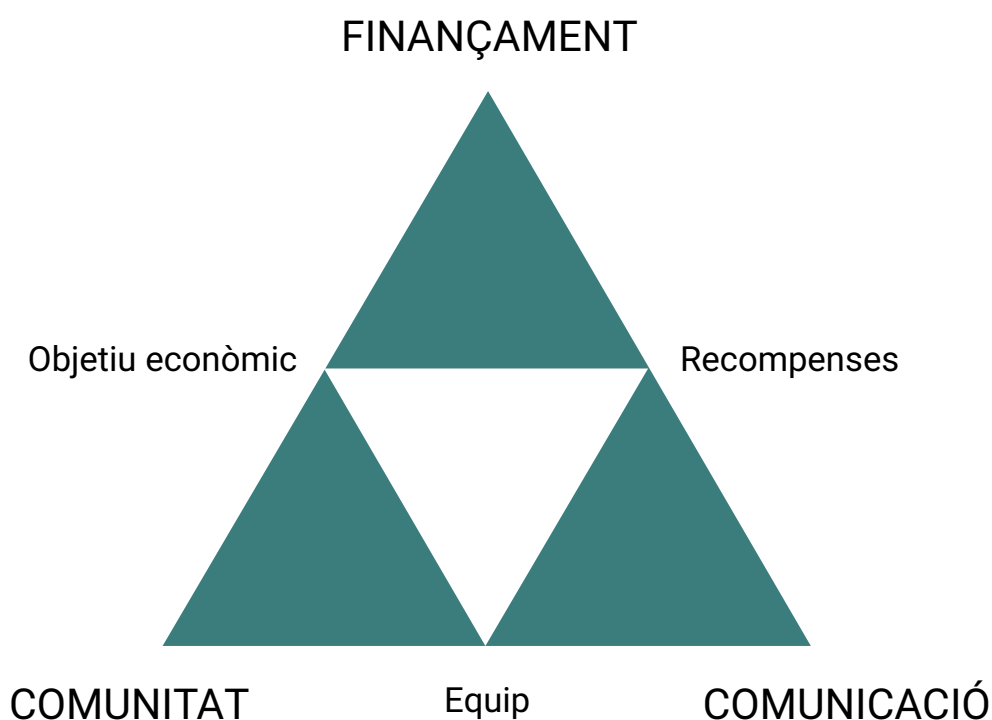 FINANÇAMENT
Objetiu econòmic
Recompenses
COMUNITAT
Equip
COMUNICACIÓ